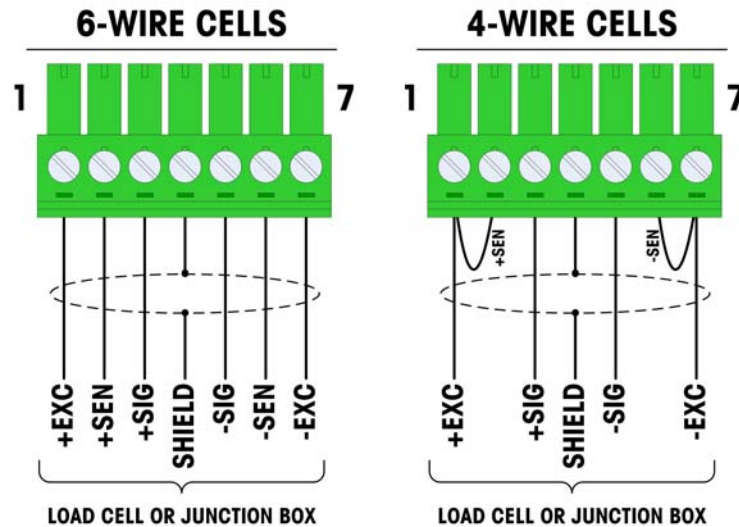 6-WIRE CELLS
1
7
+EXC
+SEN
+SIG
SHIELD
-SIG
-SEN
-EXC
LOAD CELL OR JUNCTION BOX
4-WIRE CELLS
1
7
+SEN
-SEN
+EXC
+SIG
SHIELD
-SIG
-EXC
LOAD CELL OR JUNCTION BOX